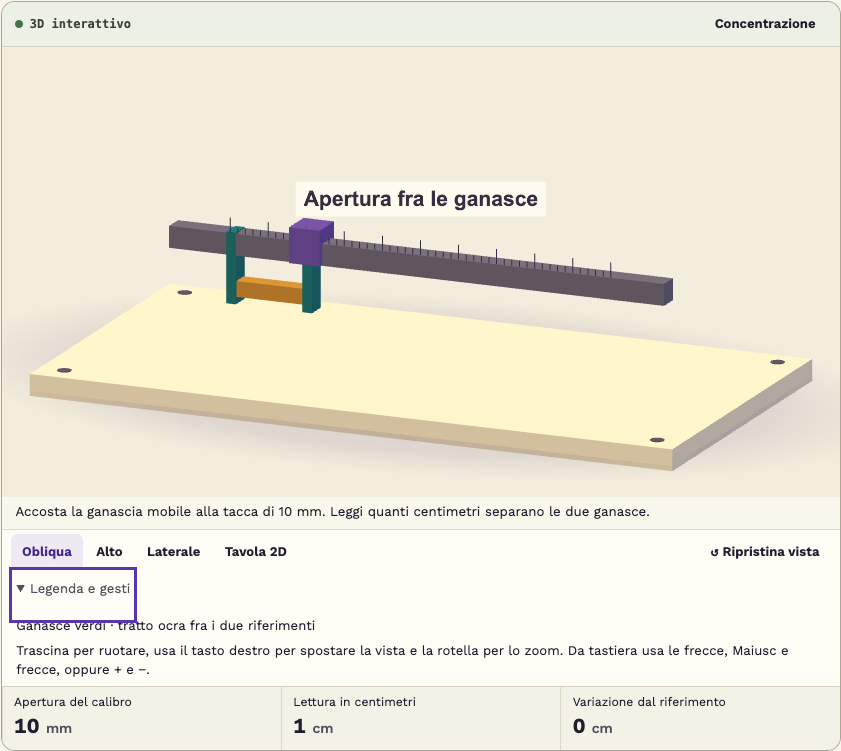 3D interattivo
Concentrazione
Apertura fra le ganasce
Accosta la ganascia mobile alla tacca di 10 mm. Leggi quanti centimetri separano le due ganasce.
Obliqua Alto Laterale Tavola 2D
↺ Ripristina vista
▼ Legenda e gesti
Ganasce verdi · tratto ocra fra i due riferimenti
Trascina per ruotare, usa il tasto destro per spostare la vista e la rotella per lo zoom. Da tastiera usa le frecce, Maiusc e
frecce, oppure + e −.
Apertura del calibro
10 mm
Lettura in centimetri
1 cm
Variazione dal riferimento
0 cm